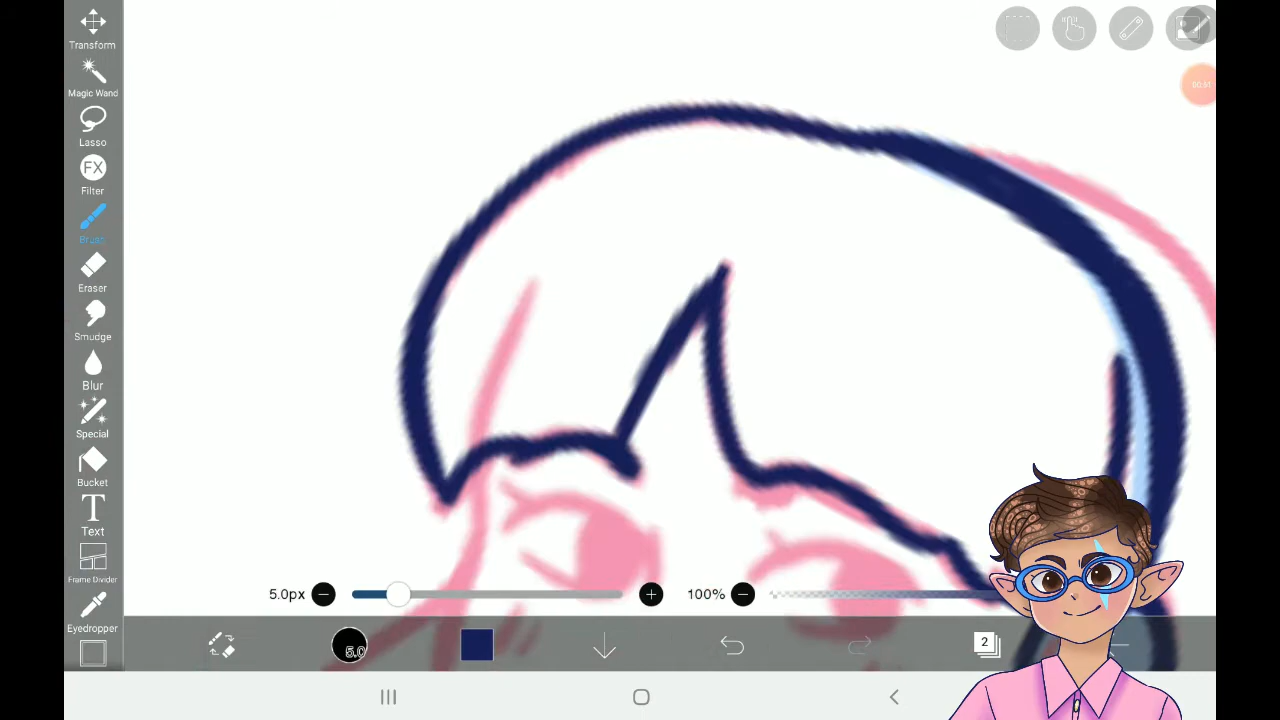 Transform
Magic Wand
Lasso
FX
Filter
Brush
Eraser
Smudge
Blur
Special
Bucket
T
Text
Frame Divider
Eyedropper
5.0px
100%
5.0
2